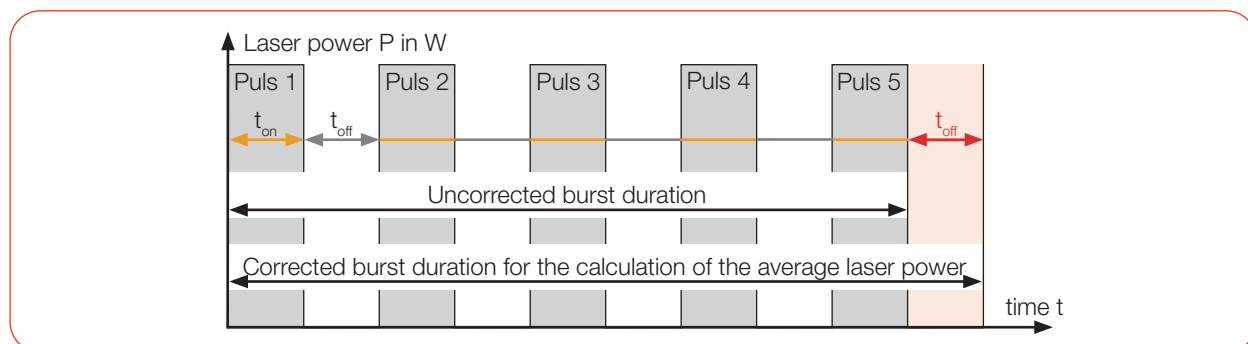 Laser power P in W
Puls 1
Puls 2
Puls 3
Puls 4
Puls 5
ton
toff
toff
Uncorrected burst duration
Corrected burst duration for the calculation of the average laser power
time t